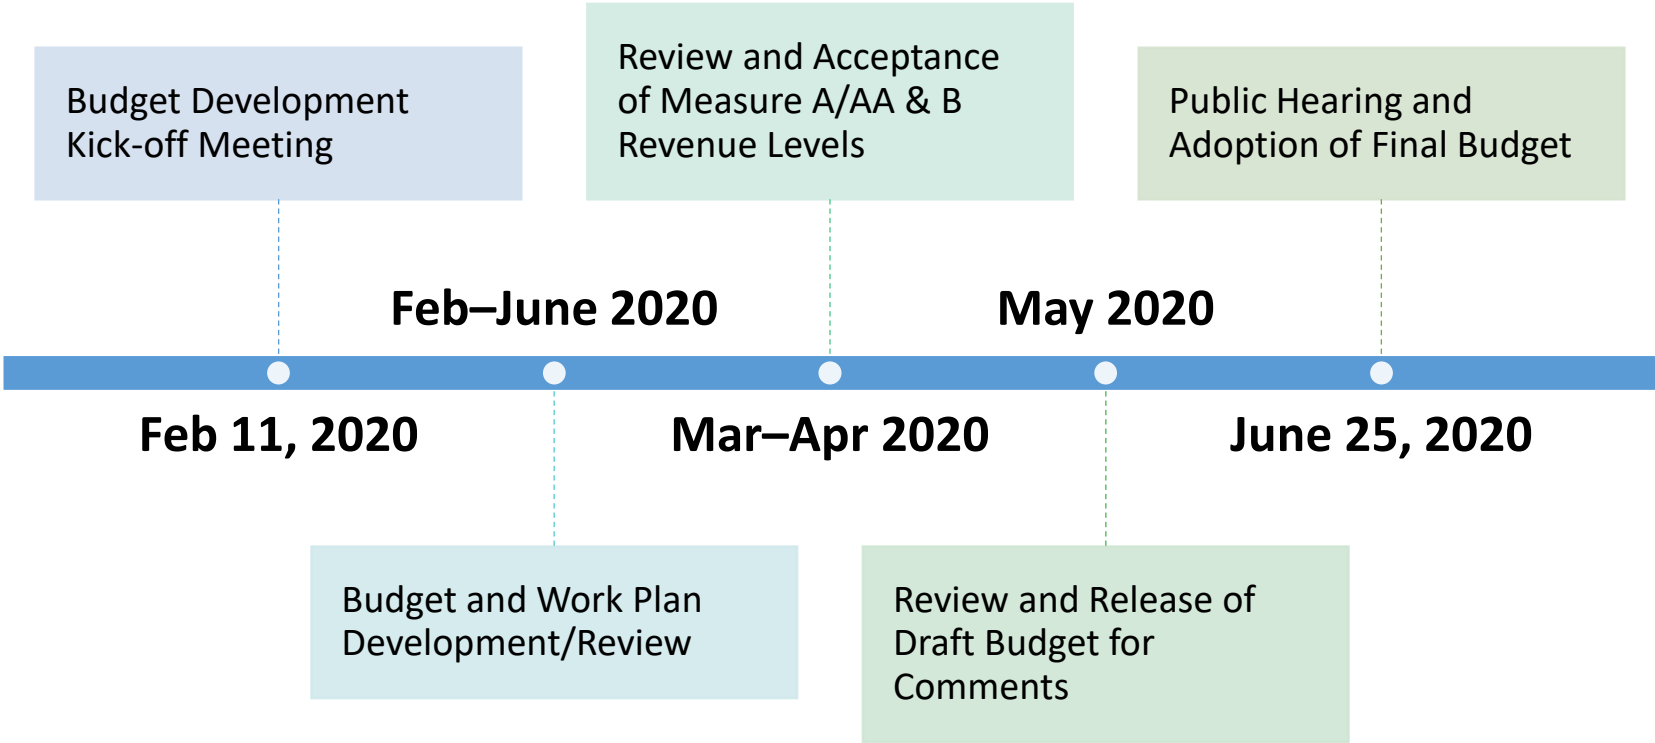 Budget Development
Kick-off Meeting
Review and Acceptance
of Measure A/AA & B
Revenue Levels
Public Hearing and
Adoption of Final Budget
Feb–June 2020
May 2020
Feb 11, 2020
Mar–Apr 2020
June 25, 2020
Budget and Work Plan
Development/Review
Review and Release of
Draft Budget for
Comments